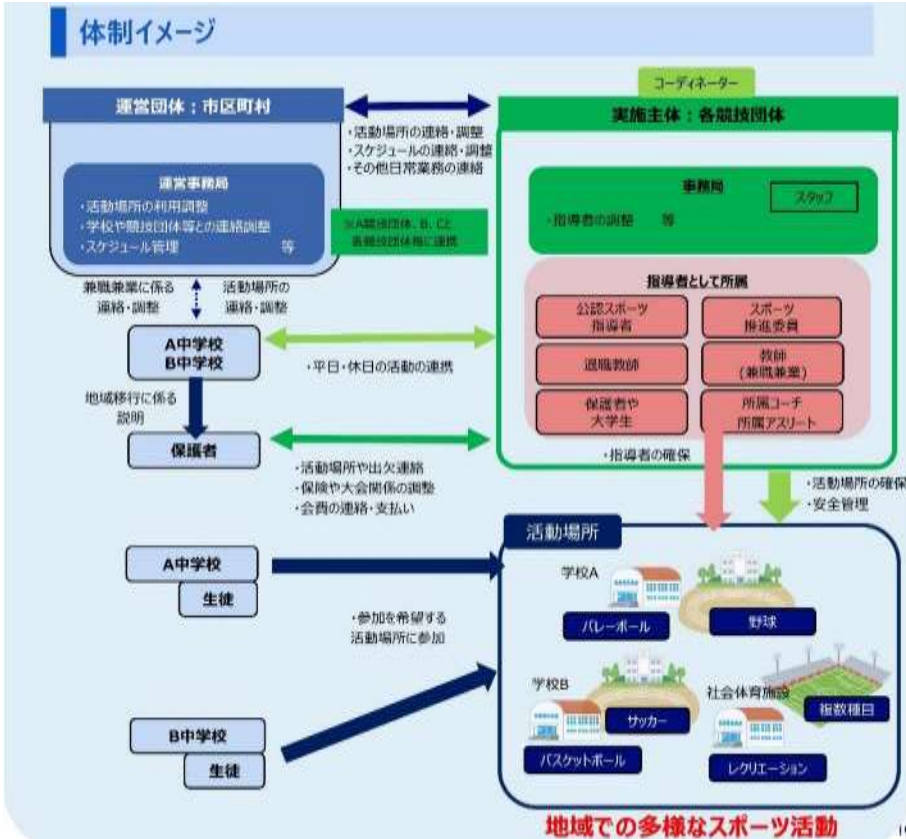 体制イメージ
コーディネーター
運営団体：市区町村
実施主体：各競技団体
・活動場所の連絡・調整
・スケジュールの連絡・調整
・その他日常業務の連絡
運営事務局
・活動場所の利用調整
・学校や競技団体等との連絡調整
・スケジュール管理 等
※A競技団体、B、Cと
各競技団体毎に連携
事務局
スタッフ
・指導者の調整 等
指導者として所属
公認スポーツ
指導者
スポーツ
推進委員
退職教師
教師
(兼職兼業)
保護者や
大学生
所属コーチ
所属アスリート
兼職兼業に係る
連絡・調整
活動場所の
連絡・調整
A中学校
B中学校
・平日・休日の活動の連携
地域移行に係る
説明
保護者
・活動場所や出欠連絡
・保険や大会関係の調整
・会費の連絡・支払い
・指導者の確保
・活動場所の確保
・安全管理
活動場所
A中学校
生徒
・参加を希望する
活動場所に参加
B中学校
生徒
学校A
バレーボール
野球
学校B
サッカー
バスケットボール
社会体育施設
複数種目
レクリエーション
地域での多様なスポーツ活動